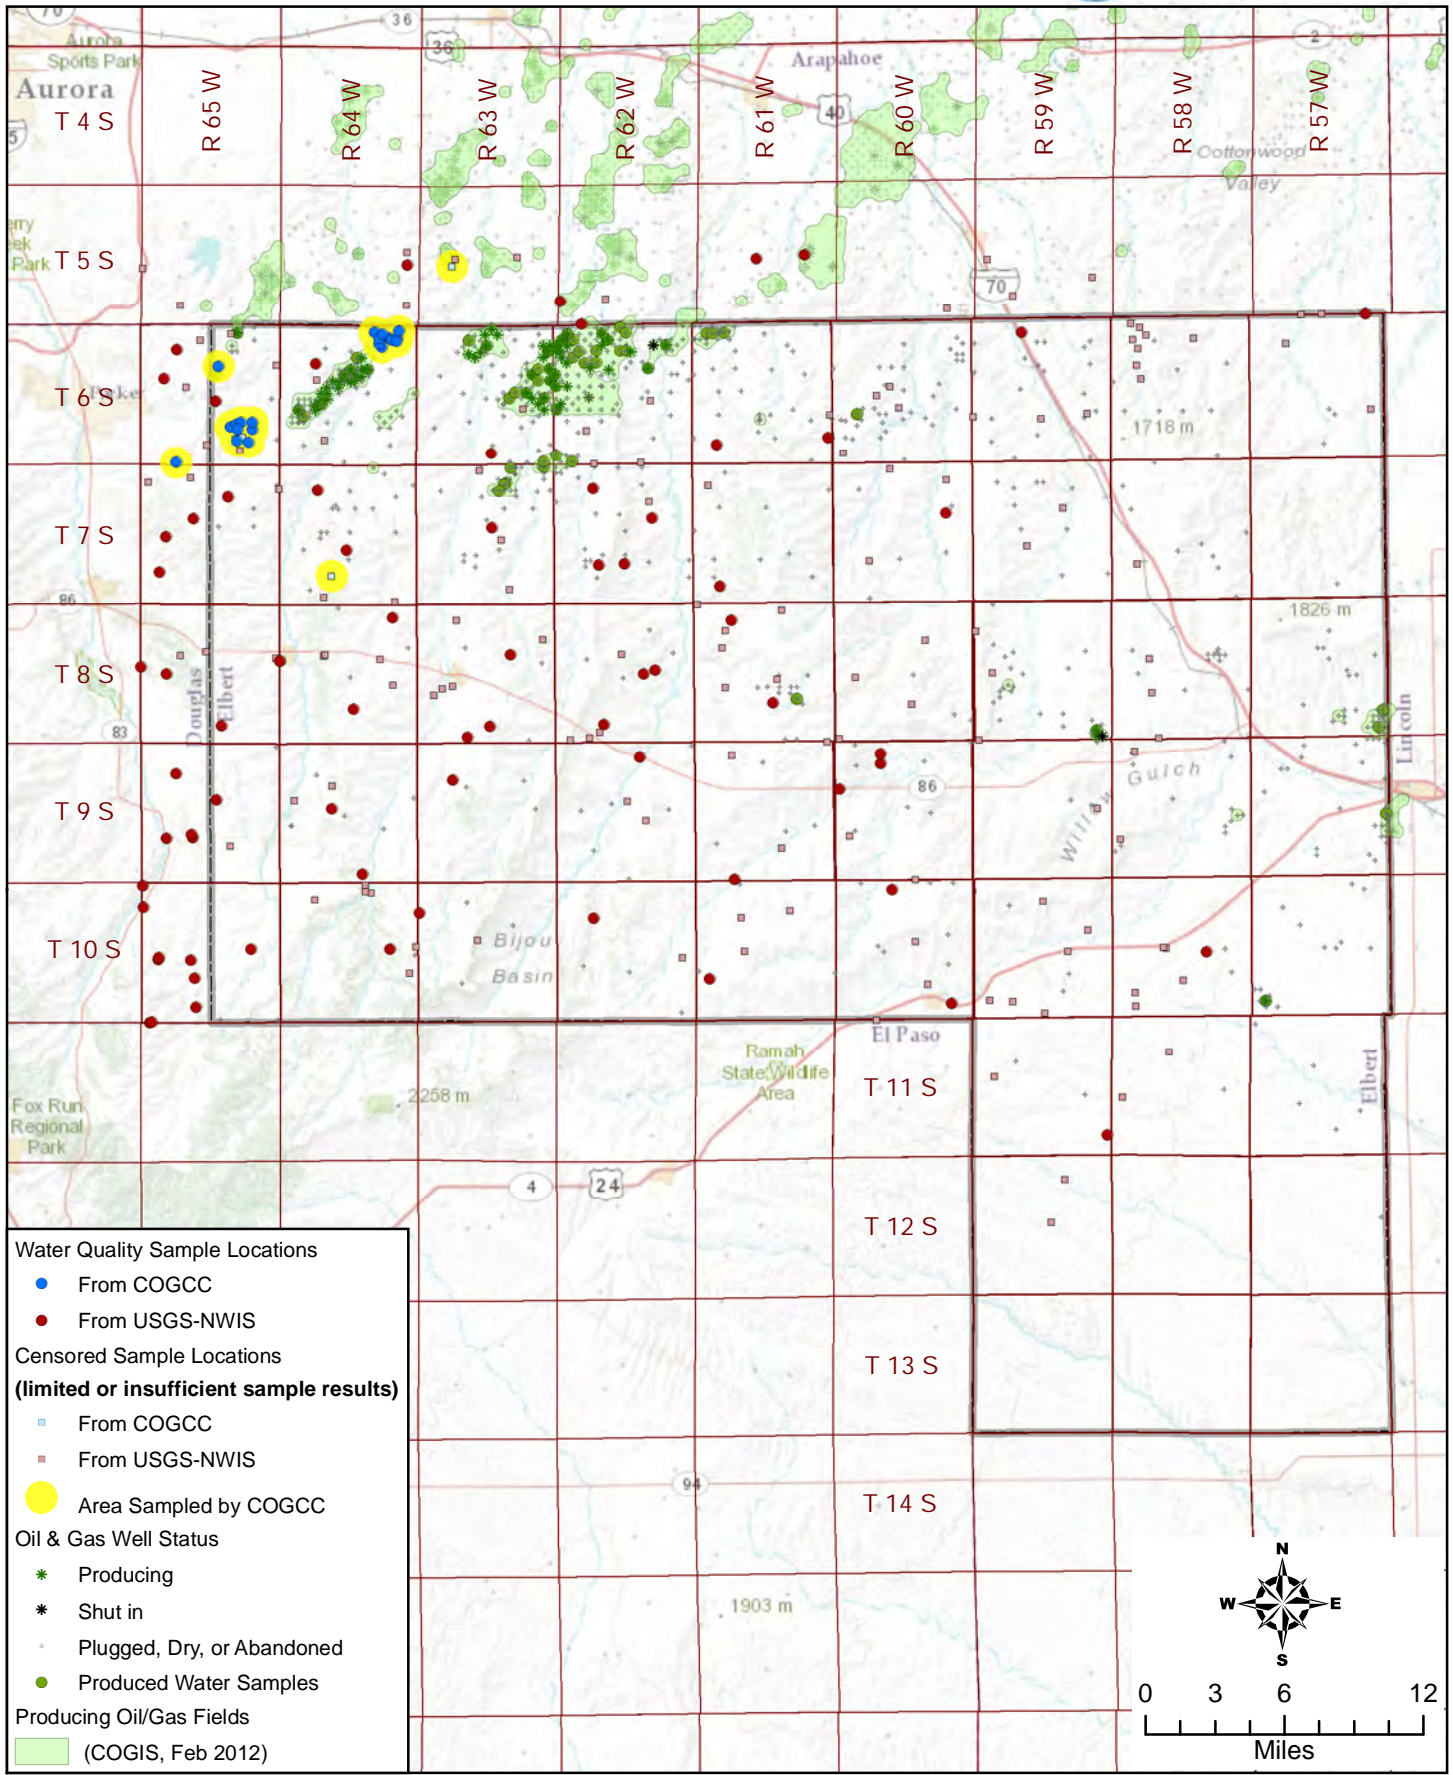 70
36
36
2
Aurora
Sports Park
Arapahoe
Aurora
T 4 S
R 65 W
R 64 W
R 63 W
R 62 W
R 61 W
R 60 W
R 59 W
R 58 W
R 57 W
40
5
Cottonwood
Valley
erry
ek
Park
T 5 S
70
T 6 S
1718 m
T 7 S
86
1826 m
T 8 S
Douglas
Elbert
83
Lincoln
Willow
Gulch
86
T 9 S
T 10 S
Bijou
Basin
El Paso
Ramah
State Wildlife
Area
T 11 S
Elbert
2258 m
Fox Run
Regional
Park
4
24
T 12 S
T 13 S
94
T 14 S
1903 m
Water Quality Sample Locations
From COGCC
From USGS-NWIS
Censored Sample Locations
(limited or insufficient sample results)
From COGCC
From USGS-NWIS
Area Sampled by COGCC
Oil & Gas Well Status
Producing
Shut in
Plugged, Dry, or Abandoned
Produced Water Samples
Producing Oil/Gas Fields
(COGIS, Feb 2012)
N
W
E
S
0 3 6 12
Miles